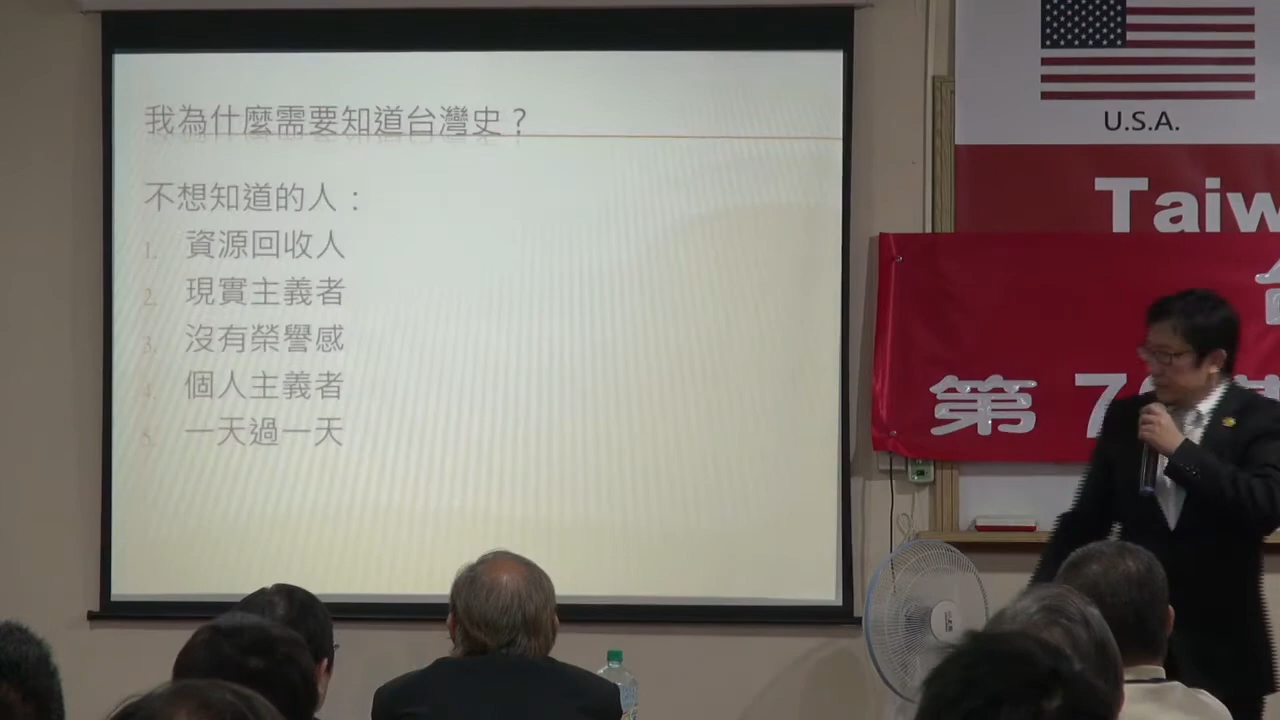 我為什麼需要知道台灣史？
不想知道的人：
1. 資源回收人
2. 現實主義者
3. 沒有榮譽感
4. 個人主義者
5. 一天過一天
U.S.A.
Taiw
第 7